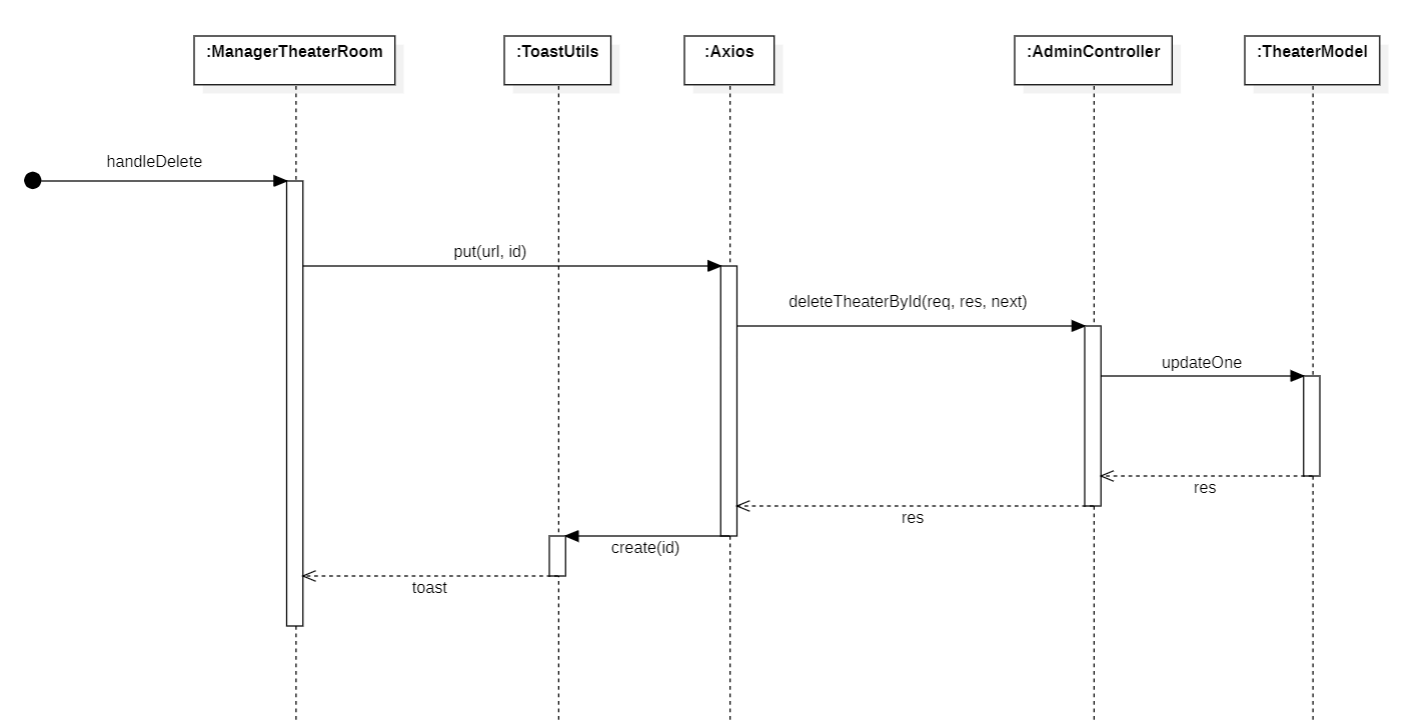 :ManagerTheaterRoom
:ToastUtils
:Axios
:AdminController
:TheaterModel
handleDelete
put(url, id)
deleteTheaterById(req, res, next)
updateOne
res
res
create(id)
toast